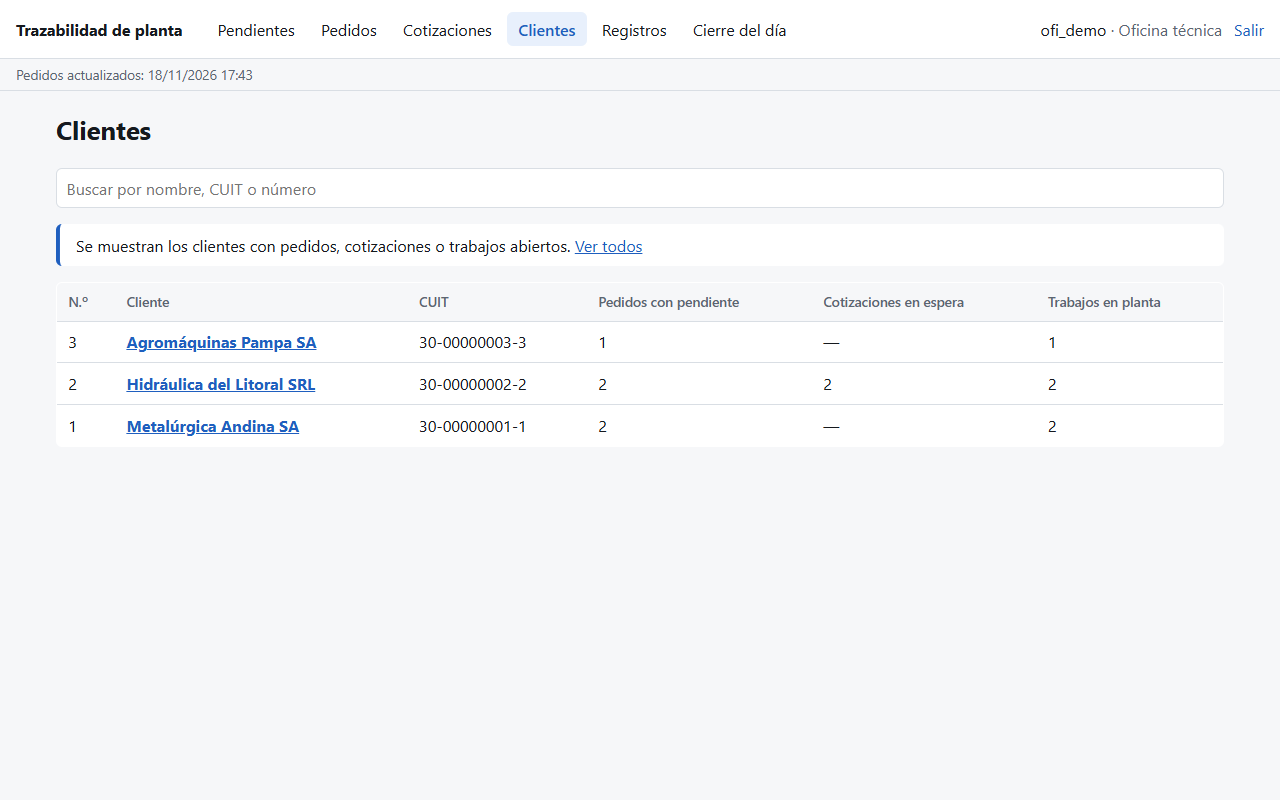 Trazabilidad de planta Pendientes Pedidos Cotizaciones Clientes Registros Cierre del día ofi_demo · Oficina técnica Salir
Pedidos actualizados: 18/11/2026 17:43
Clientes
Buscar por nombre, CUIT o número
Se muestran los clientes con pedidos, cotizaciones o trabajos abiertos. Ver todos
N.º Cliente CUIT Pedidos con pendiente Cotizaciones en espera Trabajos en planta
3 Agromáquinas Pampa SA 30-00000003-3 1 — 1
2 Hidráulica del Litoral SRL 30-00000002-2 2 2 2
1 Metalúrgica Andina SA 30-00000001-1 2 — 2